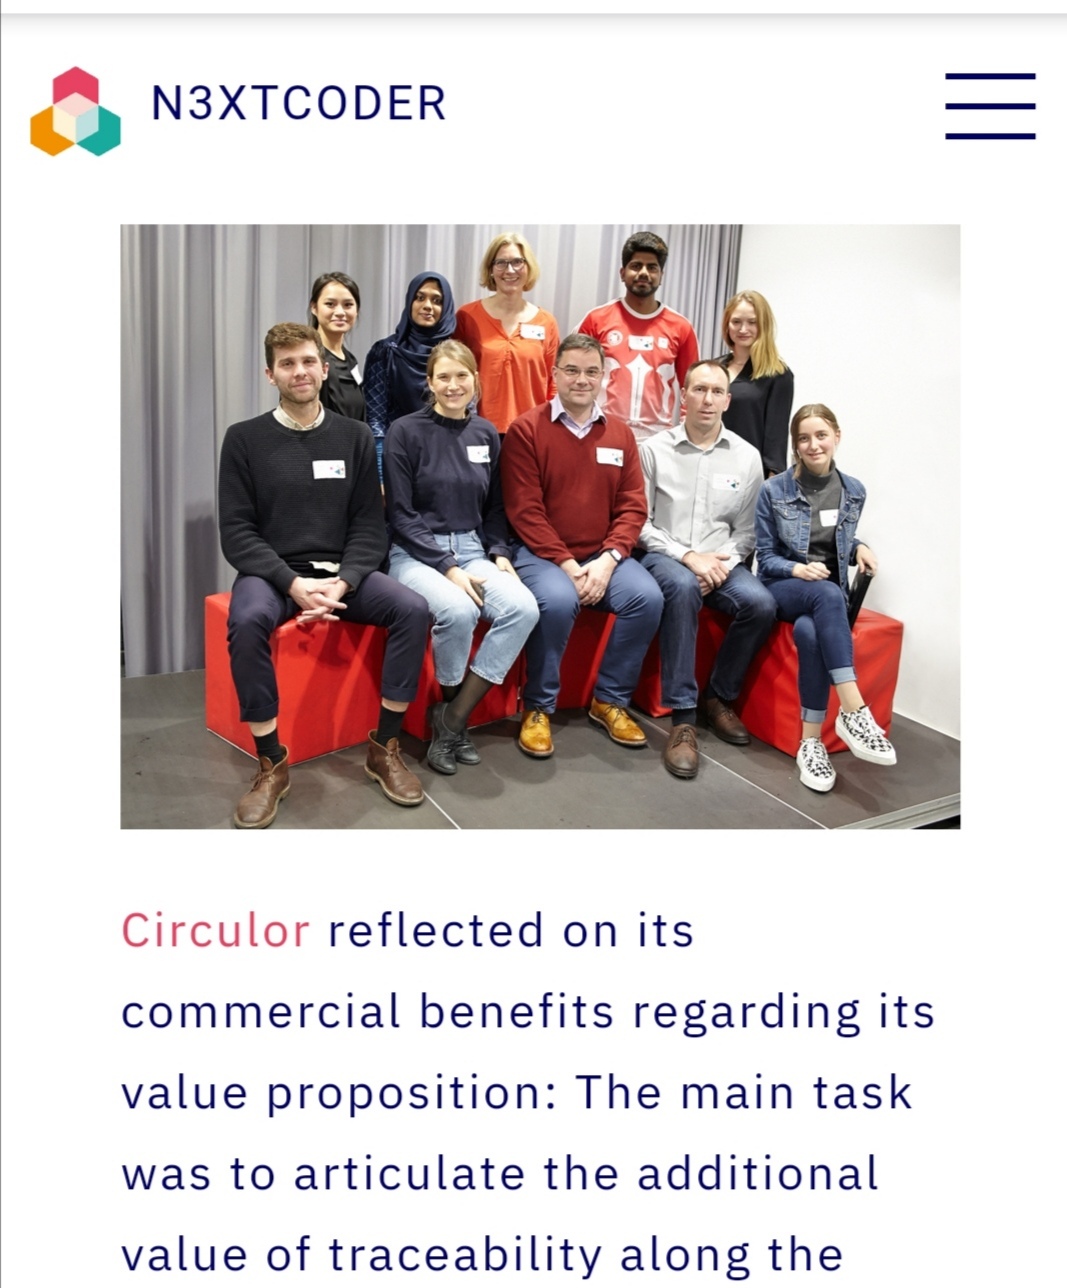 N3XTCODER
Circulor reflected on its
commercial benefits regarding its
value proposition: The main task
was to articulate the additional
value of traceability along the